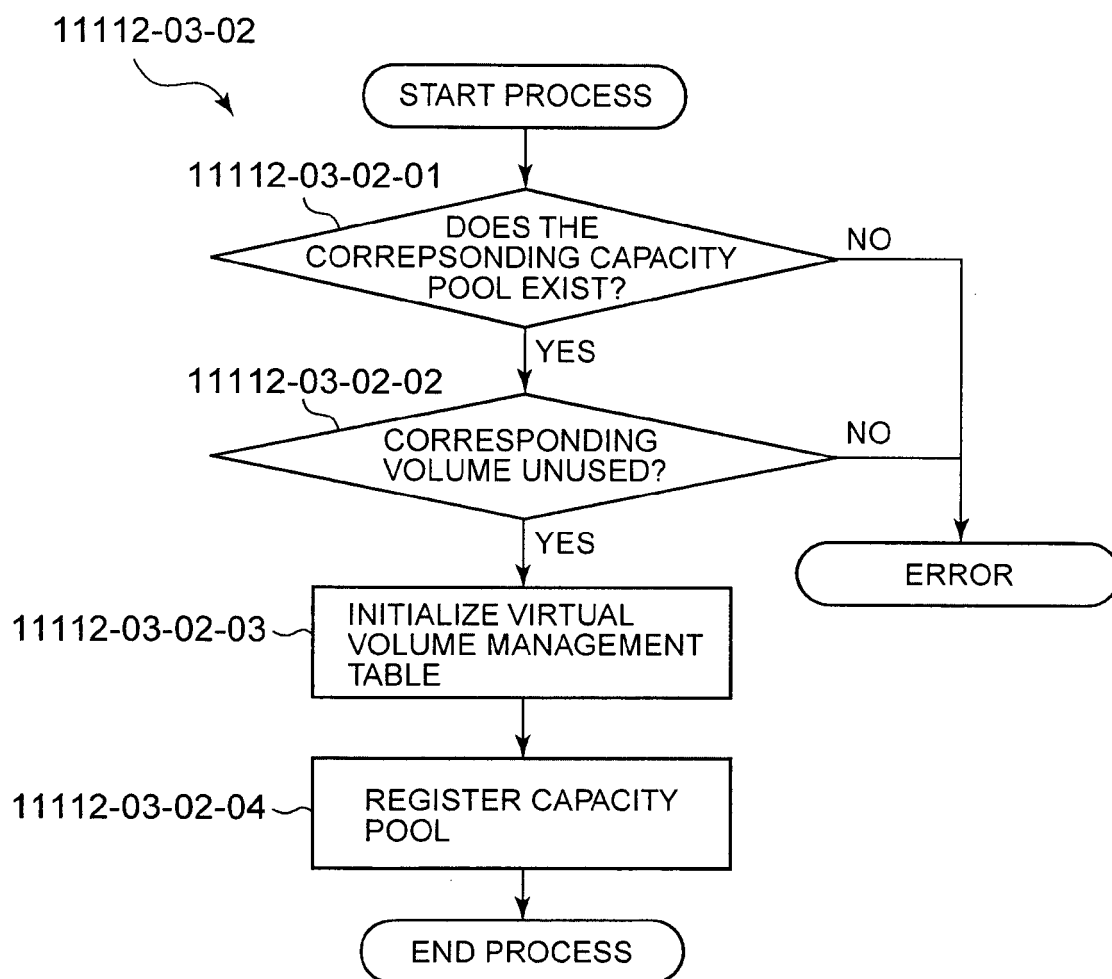 11112-03-02
START PROCESS
11112-03-02-01
DOES THE
CORREPSONDING CAPACITY
POOL EXIST?
NO
YES
11112-03-02-02
CORRESPONDING
VOLUME UNUSED?
NO
YES
ERROR
11112-03-02-03
INITIALIZE VIRTUAL
VOLUME MANAGEMENT
TABLE
11112-03-02-04
REGISTER CAPACITY
POOL
END PROCESS